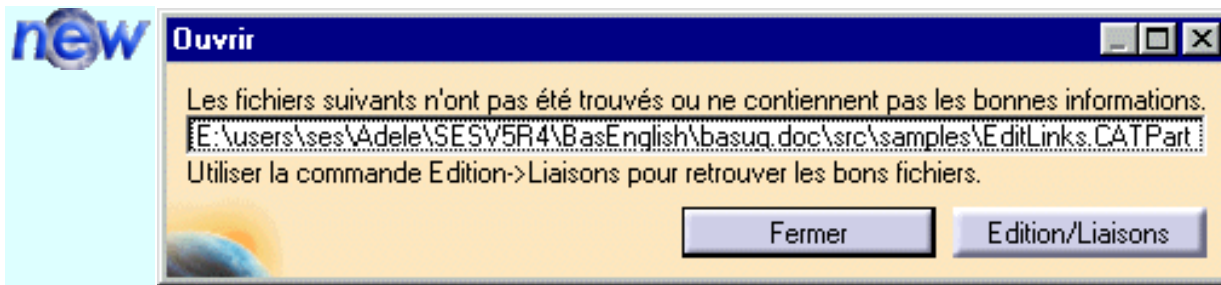 new
Ouvrir
Les fichiers suivants n'ont pas été trouvés ou ne contiennent pas les bonnes informations.
E:\users\ses\Adele\SESV5R4\BasEnglish\basug.doc\src\samples\EditLinks.CATPart
Utiliser la commande Edition->Liaisons pour retrouver les bons fichiers.
Fermer Edition/Liaisons